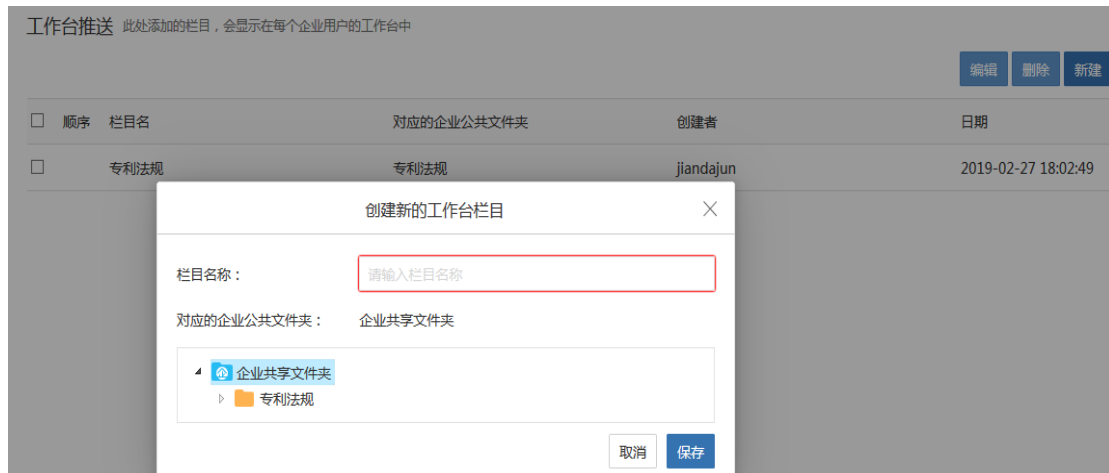 工作台推送 此处添加的栏目，会显示在每个企业用户的工作台中
编辑 删除 新建
顺序 栏目名 对应的企业公共文件夹 创建者 日期
专利法规 专利法规 jiandajun 2019-02-27 18:02:49
创建新的工作台栏目
栏目名称：
请输入栏目名称
对应的企业公共文件夹： 企业共享文件夹
企业共享文件夹
专利法规
取消 保存